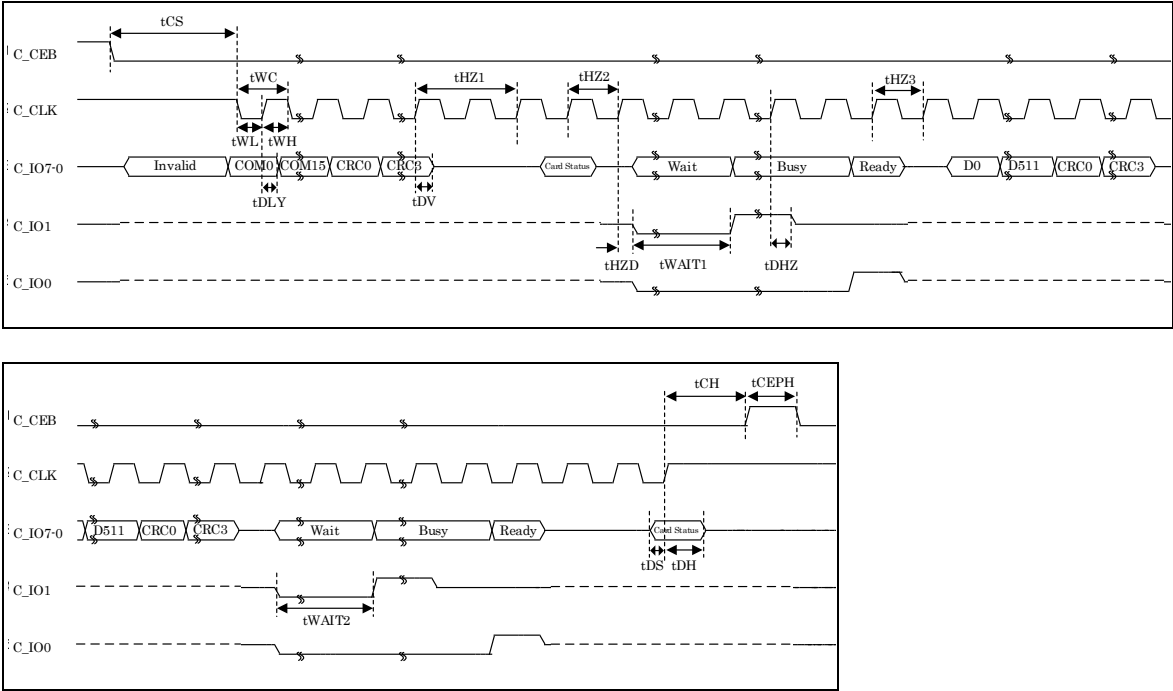 tCS
C_CEB
tWC tHZ1 tHZ2 tHZ3
C_CLK
tWL tWH
C_IO7-0 Invalid COM0 COM15 CRC0 CRC3 Card Status Wait Busy Ready D0 D511 CRC0 CRC3
tDLY tDV
C_IO1
tHZD tWAIT1 tDHZ
C_IO0
tCH tCEPH
C_CEB
C_CLK
C_IO7-0 D511 CRC0 CRC3 Wait Busy Ready Card Status
tDS tDH
C_IO1
tWAIT2
C_IO0